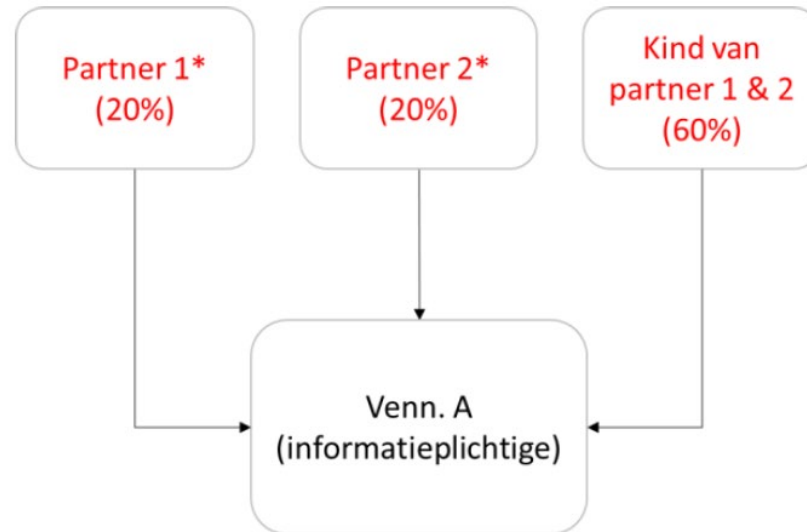 Partner 1*
(20%)
Partner 2*
(20%)
Kind van
partner 1 & 2
(60%)
Venn. A
(informatieplichtige)